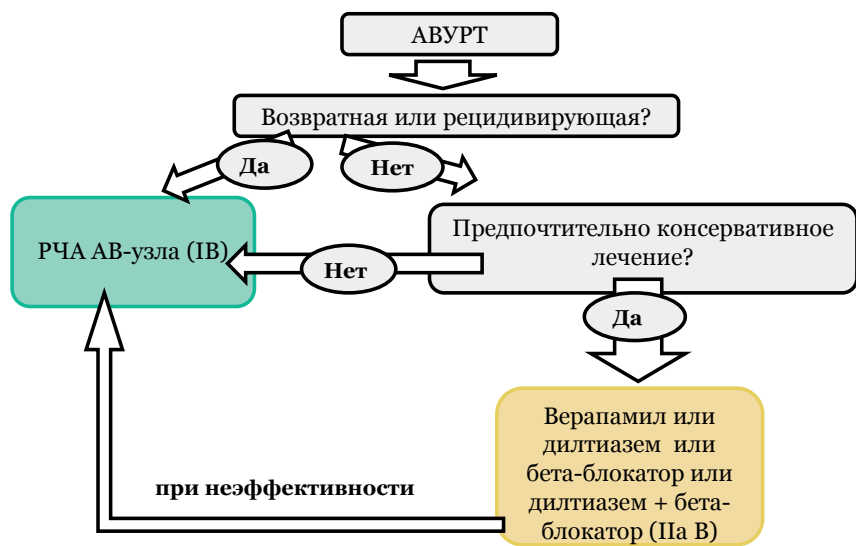 АВУРТ
Возвратная или рецидивирующая?
Да
Нет
РЧА АВ-узла (IB)
Предпочтительно консервативное
лечение?
Нет
Да
Верапамил или
дилтиазем или
бета-блокатор или
дилтиазем + бета-
блокатор (IIa B)
при неэффективности